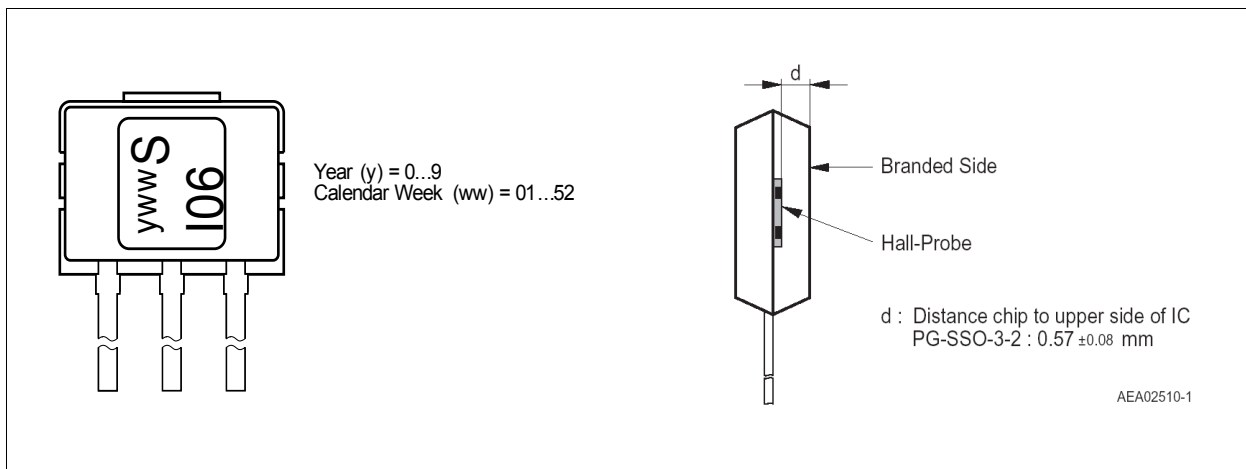 ywwS
I06
Year (y) = 0...9
Calendar Week (ww) = 01...52
d
Branded Side
Hall-Probe
d : Distance chip to upper side of IC
PG-SSO-3-2 : 0.57 ±0.08 mm
AEA02510-1